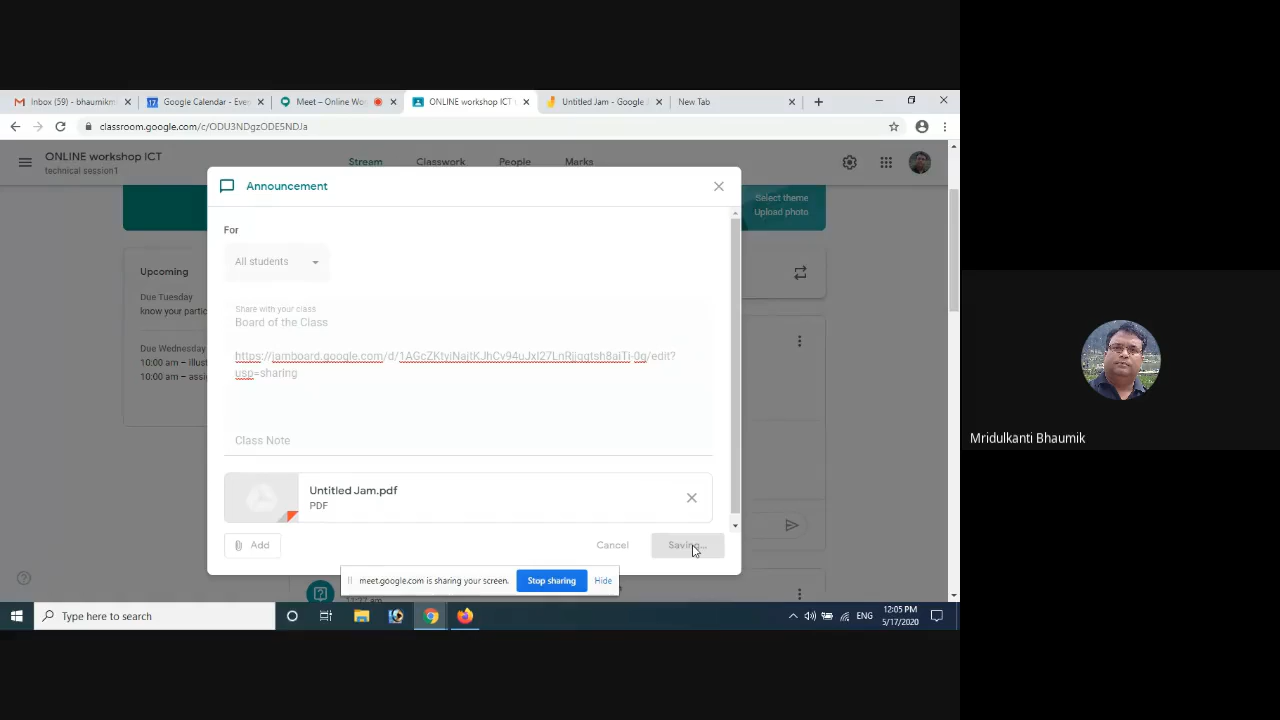 Inbox (59) - bhaumikm
Google Calendar - Eve
Meet – Online Wo
ONLINE workshop ICT
Untitled Jam - Google
New Tab
classroom.google.com/c/ODU3NDgzODE5NDJa
ONLINE workshop ICT
technical session1
Stream
Classwork
People
Marks
Announcement
Select theme
Upload photo
For
All students
Upcoming
Due Tuesday
know your partic
Due Wednesday
10:00 am – illust
10:00 am – assig
Share with your class
Board of the Class
https://jamboard.google.com/d/
/edit?
usp=sharing
Class Note
Untitled Jam.pdf
PDF
Add
Cancel
Saving...
meet.google.com is sharing your screen.
Stop sharing
Hide
Type here to search
ENG
12:05 PM
5/17/2020
Mridulkanti Bhaumik